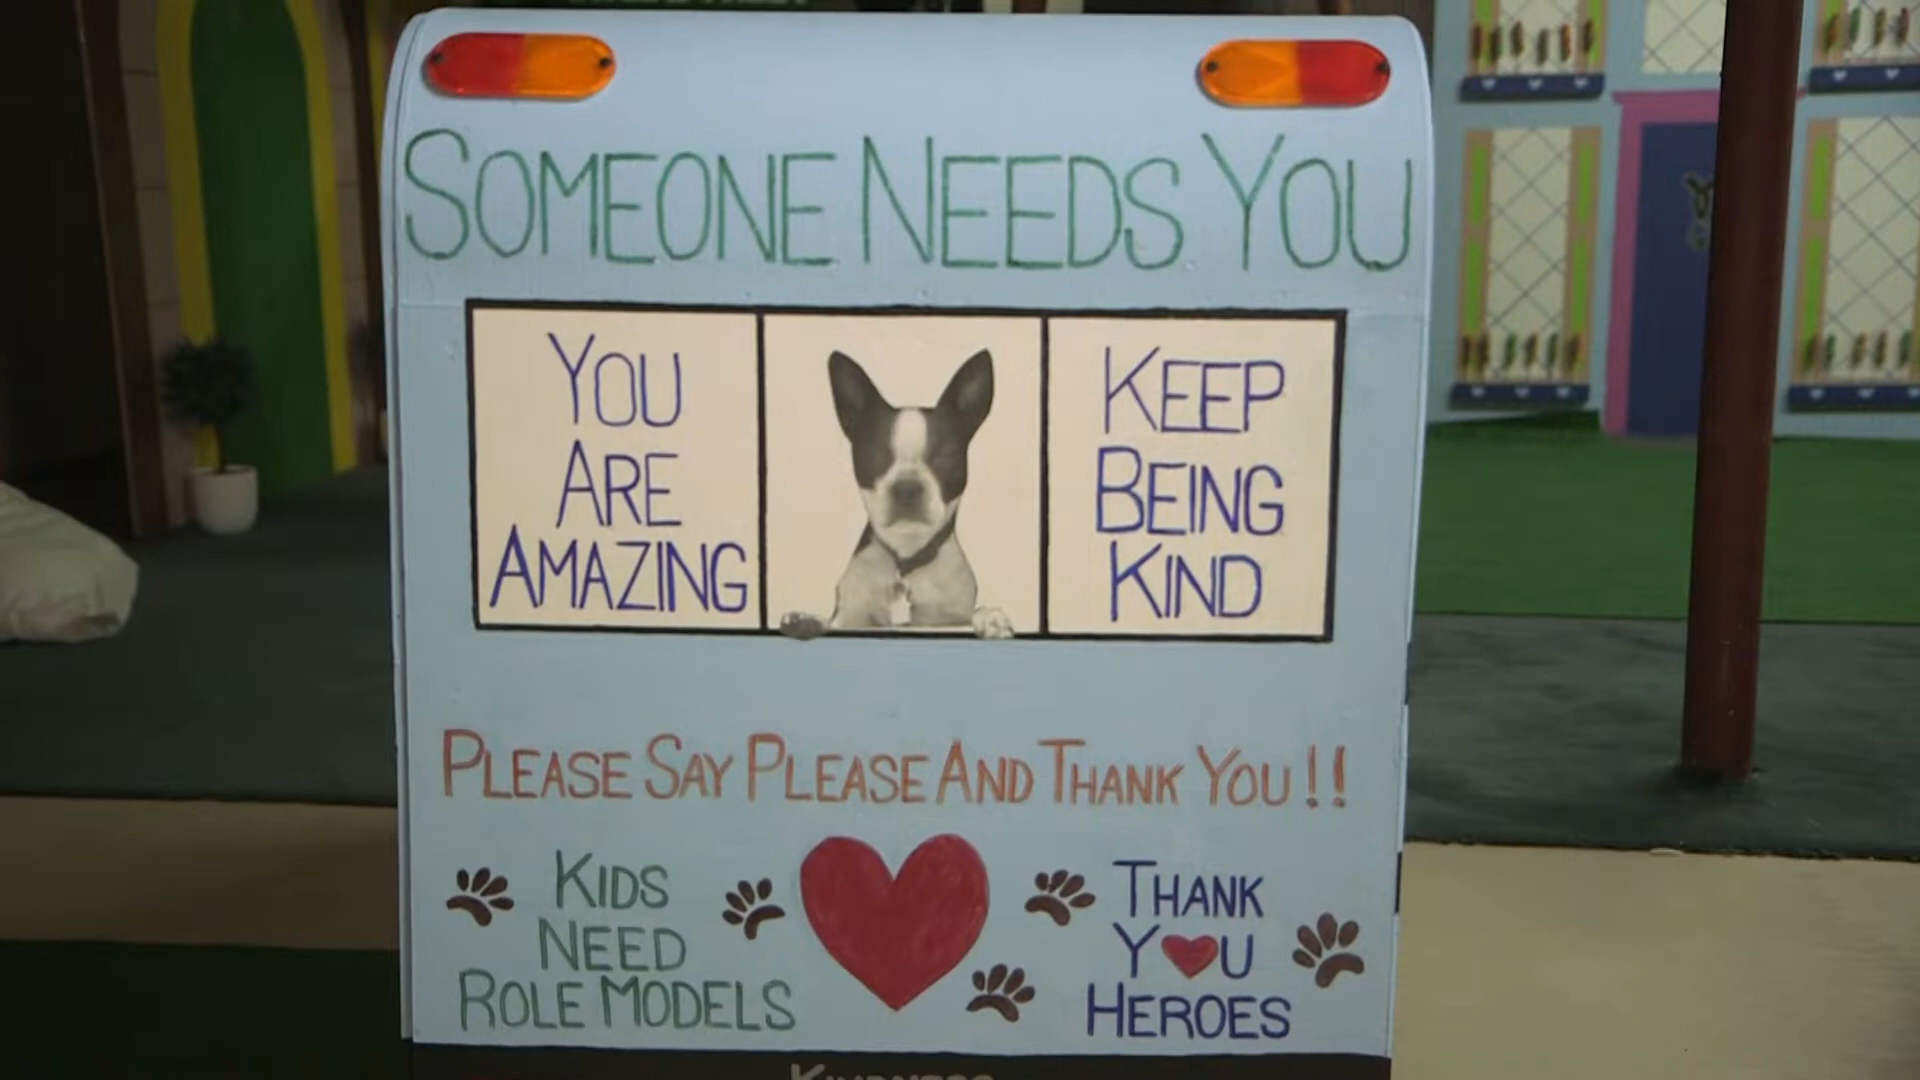 SOMEONE NEEDS YOU
YOU
ARE
AMAZING
KEEP
BEING
KIND
PLEASE SAY PLEASE AND THANK YOU!!
KIDS
NEED
ROLE MODELS
THANK
Y❤U
HEROES